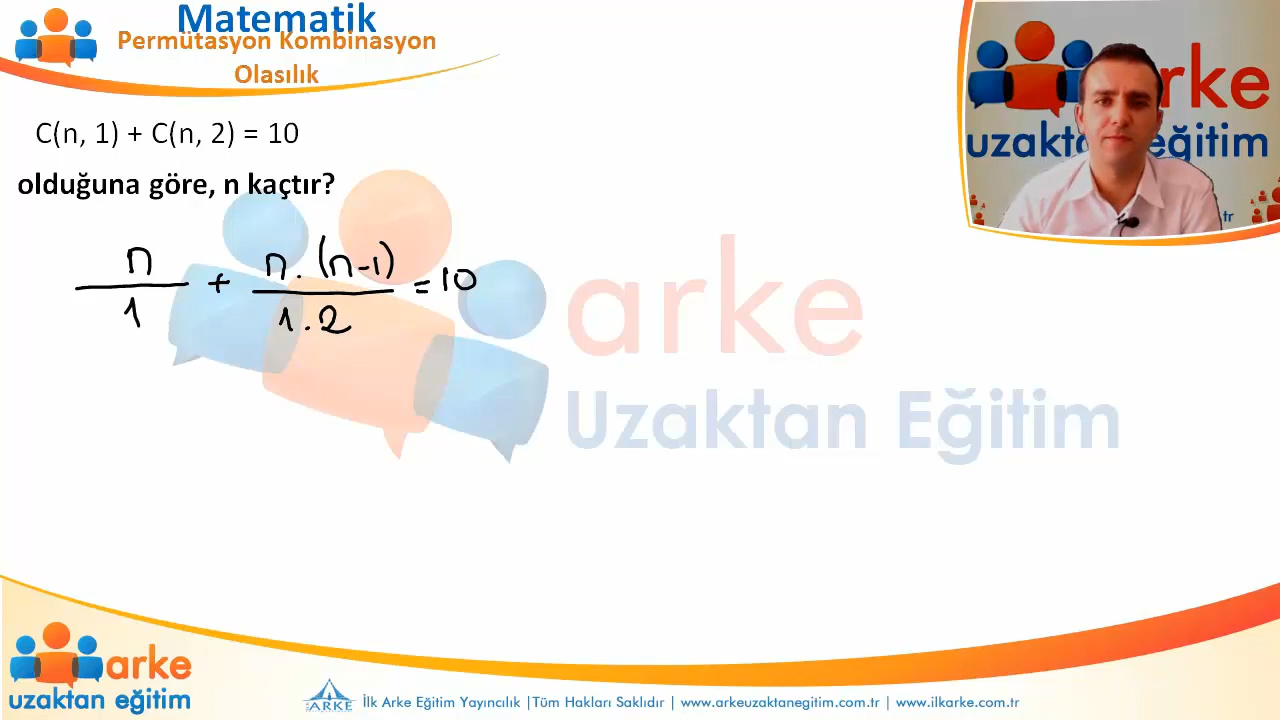 Matematik
Permütasyon Kombinasyon
Olasılık
C(n, 1) + C(n, 2) = 10
olduğuna göre, n kaçtır?
n/1 + n.(n-1)/1.2 = 10
arke
uzaktan eğitim
tr
arke
Uzaktan Eğitim
arke
uzaktan eğitim
ARKE
İlk Arke Eğitim Yayıncılık |Tüm Hakları Saklıdır | www.arkeuzaktanegitim.com.tr | www.ilkarke.com.tr